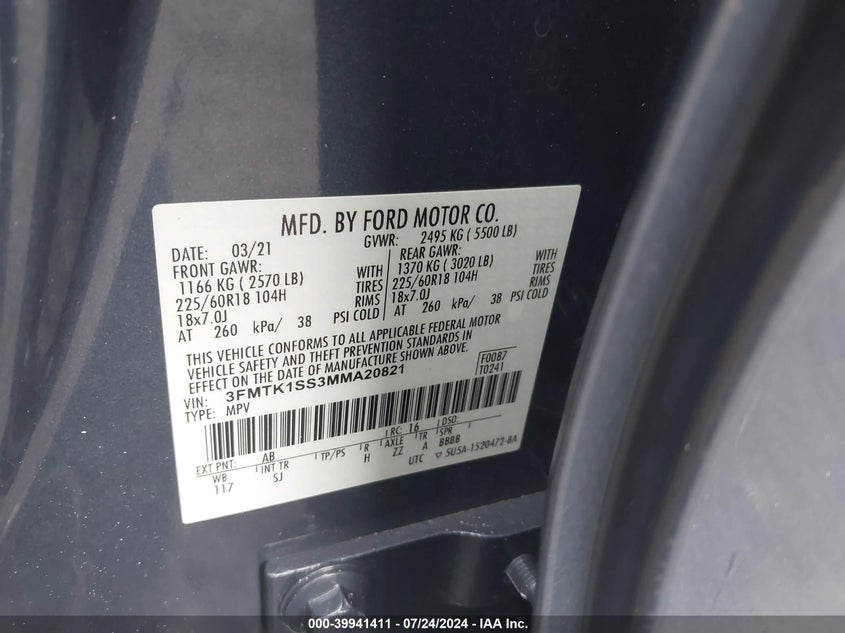 MFD. BY FORD MOTOR CO.
DATE: 03/21 GVWR: 2495 KG ( 5500 LB)
FRONT GAWR: WITH
1166 KG ( 2570 LB) TIRES
225/60R18 104H RIMS
18x7.0J
AT 260 kPa/ 38 PSI COLD
REAR GAWR: WITH
1370 KG ( 3020 LB) TIRES
225/60R18 104H RIMS
18x7.0J
AT 260 kPa/ 38 PSI COLD
THIS VEHICLE CONFORMS TO ALL APPLICABLE FEDERAL MOTOR
VEHICLE SAFETY AND THEFT PREVENTION STANDARDS IN
EFFECT ON THE DATE OF MANUFACTURE SHOWN ABOVE.
F0087
T0241
VIN: 3FMTK1SS3MMA20821
TYPE: MPV
RC: 16 DSO:
EXT PNT: AB
WB INT TR TP/PS R AXLE TR SPR
117 SJ H ZZ A BBBB
UTC ▽ 5U5A-1520472-BA
000-39941411 - 07/24/2024 - IAA Inc.